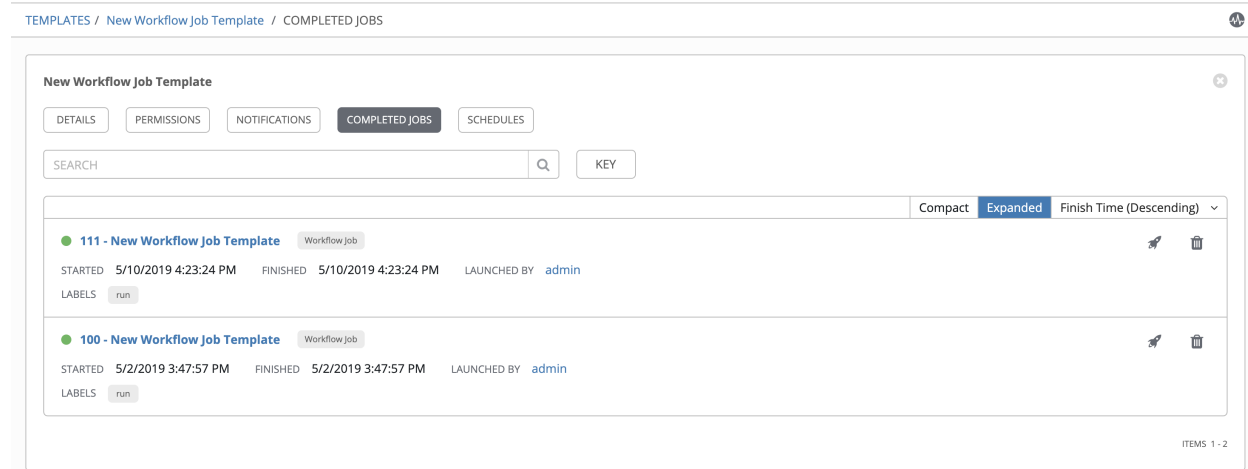 TEMPLATES / New Workflow Job Template / COMPLETED JOBS
New Workflow Job Template
DETAILS PERMISSIONS NOTIFICATIONS COMPLETED JOBS SCHEDULES
SEARCH KEY
Compact Expanded Finish Time (Descending)
111 - New Workflow Job Template Workflow Job
STARTED 5/10/2019 4:23:24 PM FINISHED 5/10/2019 4:23:24 PM LAUNCHED BY admin
LABELS run
100 - New Workflow Job Template Workflow Job
STARTED 5/2/2019 3:47:57 PM FINISHED 5/2/2019 3:47:57 PM LAUNCHED BY admin
LABELS run
ITEMS 1 - 2